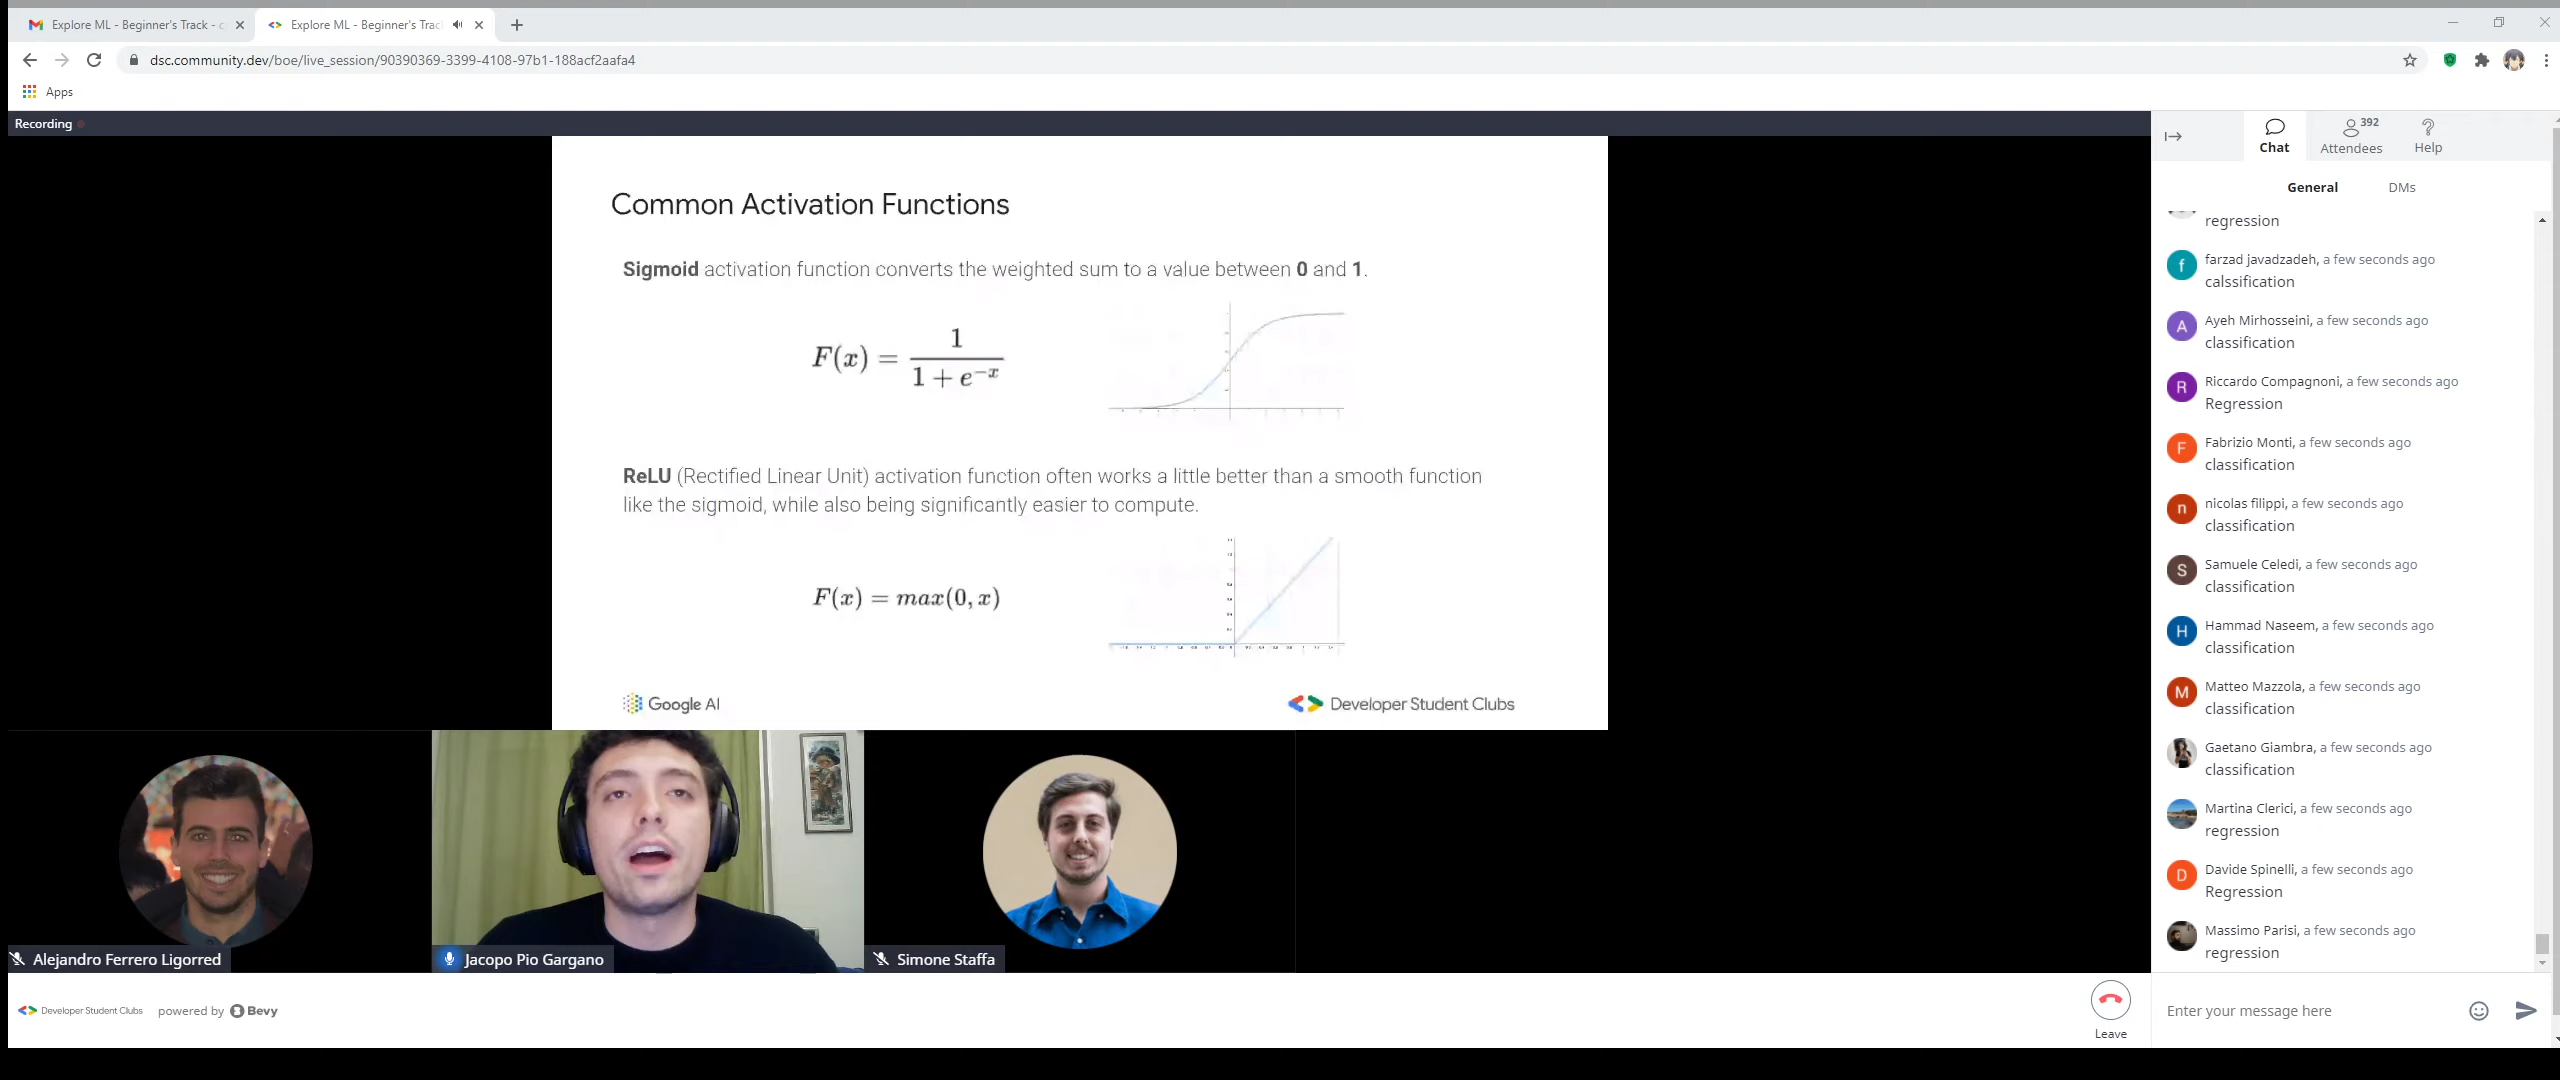 Explore ML - Beginner's Track - c
Explore ML - Beginner's Trac
dsc.community.dev/boe/live_session/90390369-3399-4108-97b1-188acf2aafa4
Apps
Recording
Common Activation Functions
Sigmoid activation function converts the weighted sum to a value between 0 and 1.
F(x) = 1 / (1 + e^{-x})
ReLU (Rectified Linear Unit) activation function often works a little better than a smooth function
like the sigmoid, while also being significantly easier to compute.
F(x) = max(0, x)
Google AI
Developer Student Clubs
Alejandro Ferrero Ligorred
Jacopo Pio Gargano
Simone Staffa
Developer Student Clubs powered by Bevy
Leave
Chat
392
Attendees
Help
General
DMs
regression
farzad javadzadeh, a few seconds ago
calssification
Ayeh Mirhosseini, a few seconds ago
classification
Riccardo Compagnoni, a few seconds ago
Regression
Fabrizio Monti, a few seconds ago
classification
nicolas filippi, a few seconds ago
classification
Samuele Celedi, a few seconds ago
classification
Hammad Naseem, a few seconds ago
classification
Matteo Mazzola, a few seconds ago
classification
Gaetano Giambra, a few seconds ago
classification
Martina Clerici, a few seconds ago
regression
Davide Spinelli, a few seconds ago
Regression
Massimo Parisi, a few seconds ago
regression
Enter your message here